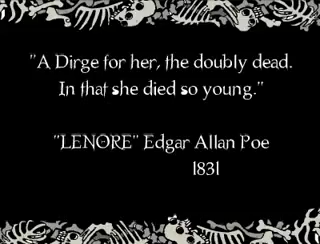 "A Dirge for her, the doubly dead.
In that she died so young."
"LENORE" Edgar Allan Poe
1831